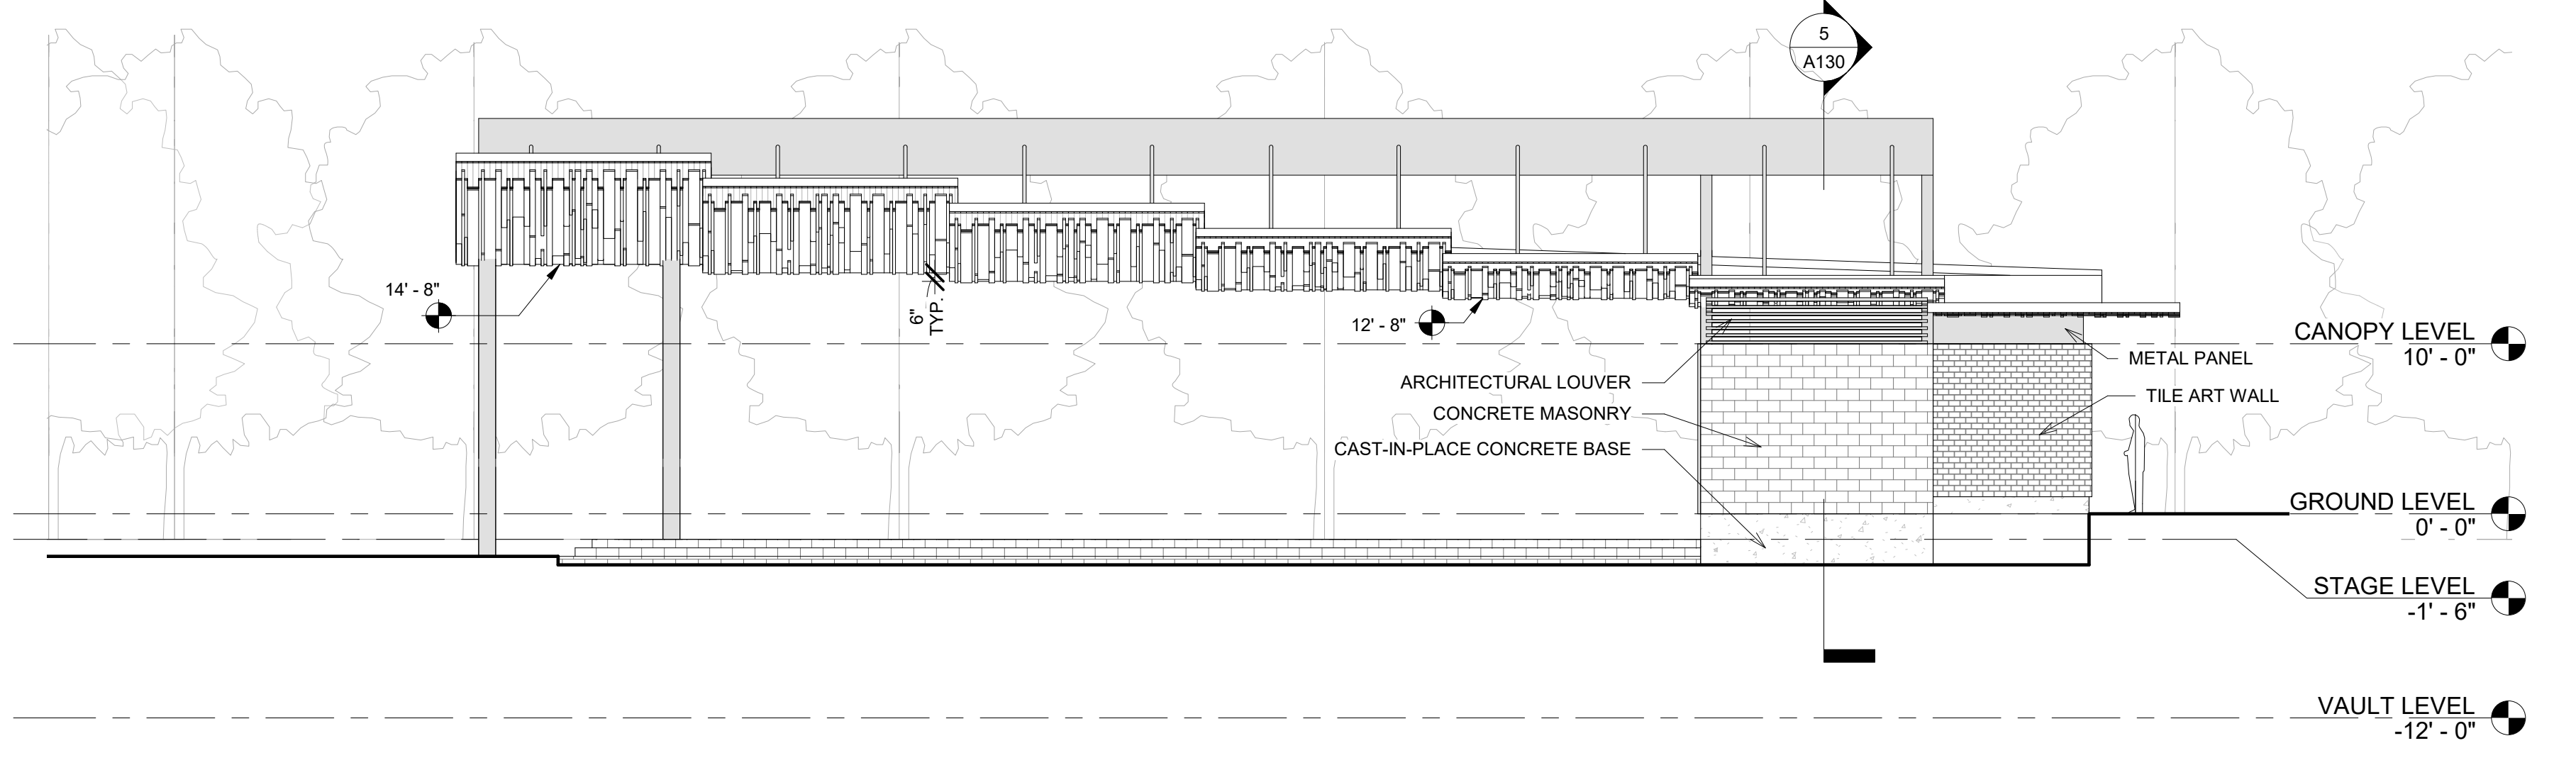 5
A130
14' - 8"
6"
TYP.
12' - 8"
CANOPY LEVEL
10' - 0"
METAL PANEL
ARCHITECTURAL LOUVER
TILE ART WALL
CONCRETE MASONRY
CAST-IN-PLACE CONCRETE BASE
GROUND LEVEL
0' - 0"
STAGE LEVEL
-1' - 6"
VAULT LEVEL
-12' - 0"